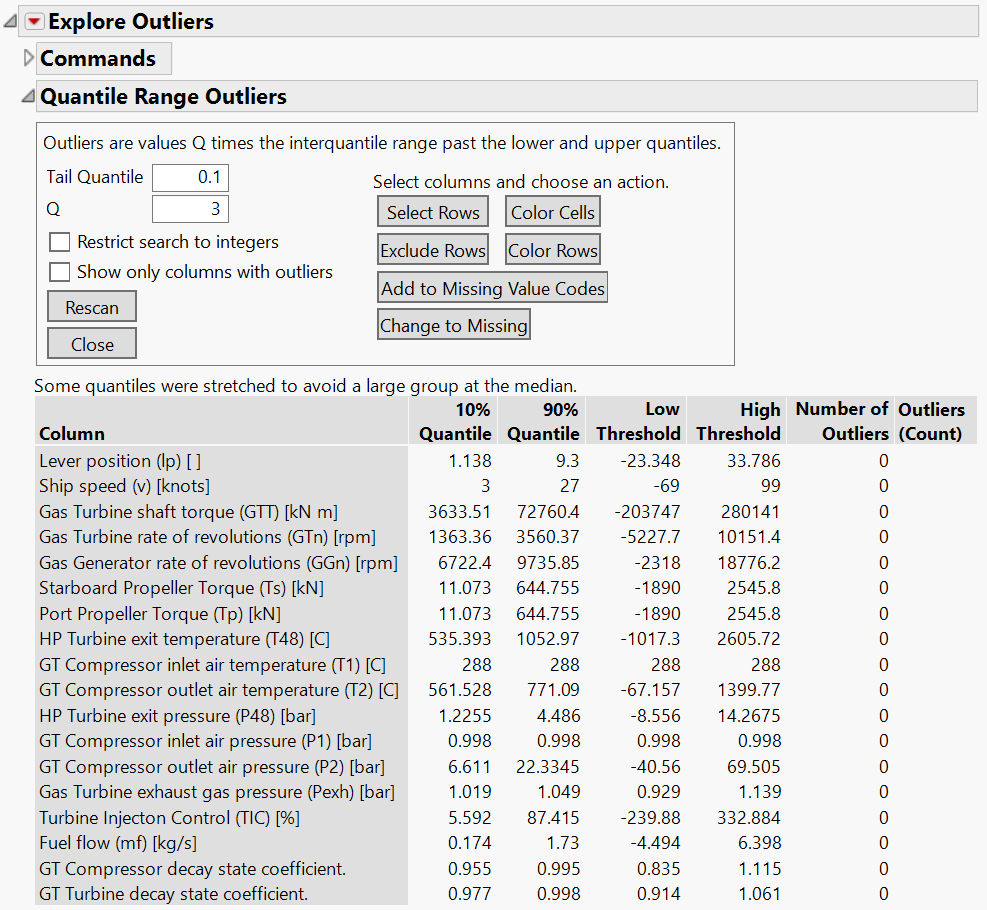 Explore Outliers
Commands
Quantile Range Outliers
Outliers are values Q times the interquantile range past the lower and upper quantiles.
Tail Quantile 0.1
Q 3
Restrict search to integers
Show only columns with outliers
Rescan
Close
Select columns and choose an action.
Select Rows Color Cells
Exclude Rows Color Rows
Add to Missing Value Codes
Change to Missing
Some quantiles were stretched to avoid a large group at the median.
10% 90% Low High Number of Outliers
Column Quantile Quantile Threshold Threshold Outliers (Count)
Lever position (lp) [ ] 1.138 9.3 -23.348 33.786 0
Ship speed (v) [knots] 3 27 -69 99 0
Gas Turbine shaft torque (GTT) [kN m] 3633.51 72760.4 -203747 280141 0
Gas Turbine rate of revolutions (GTn) [rpm] 1363.36 3560.37 -5227.7 10151.4 0
Gas Generator rate of revolutions (GGn) [rpm] 6722.4 9735.85 -2318 18776.2 0
Starboard Propeller Torque (Ts) [kN] 11.073 644.755 -1890 2545.8 0
Port Propeller Torque (Tp) [kN] 11.073 644.755 -1890 2545.8 0
HP Turbine exit temperature (T48) [C] 535.393 1052.97 -1017.3 2605.72 0
GT Compressor inlet air temperature (T1) [C] 288 288 288 288 0
GT Compressor outlet air temperature (T2) [C] 561.528 771.09 -67.157 1399.77 0
HP Turbine exit pressure (P48) [bar] 1.2255 4.486 -8.556 14.2675 0
GT Compressor inlet air pressure (P1) [bar] 0.998 0.998 0.998 0.998 0
GT Compressor outlet air pressure (P2) [bar] 6.611 22.3345 -40.56 69.505 0
Gas Turbine exhaust gas pressure (Pexh) [bar] 1.019 1.049 0.929 1.139 0
Turbine Injecton Control (TIC) [%] 5.592 87.415 -239.88 332.884 0
Fuel flow (mf) [kg/s] 0.174 1.73 -4.494 6.398 0
GT Compressor decay state coefficient. 0.955 0.995 0.835 1.115 0
GT Turbine decay state coefficient. 0.977 0.998 0.914 1.061 0